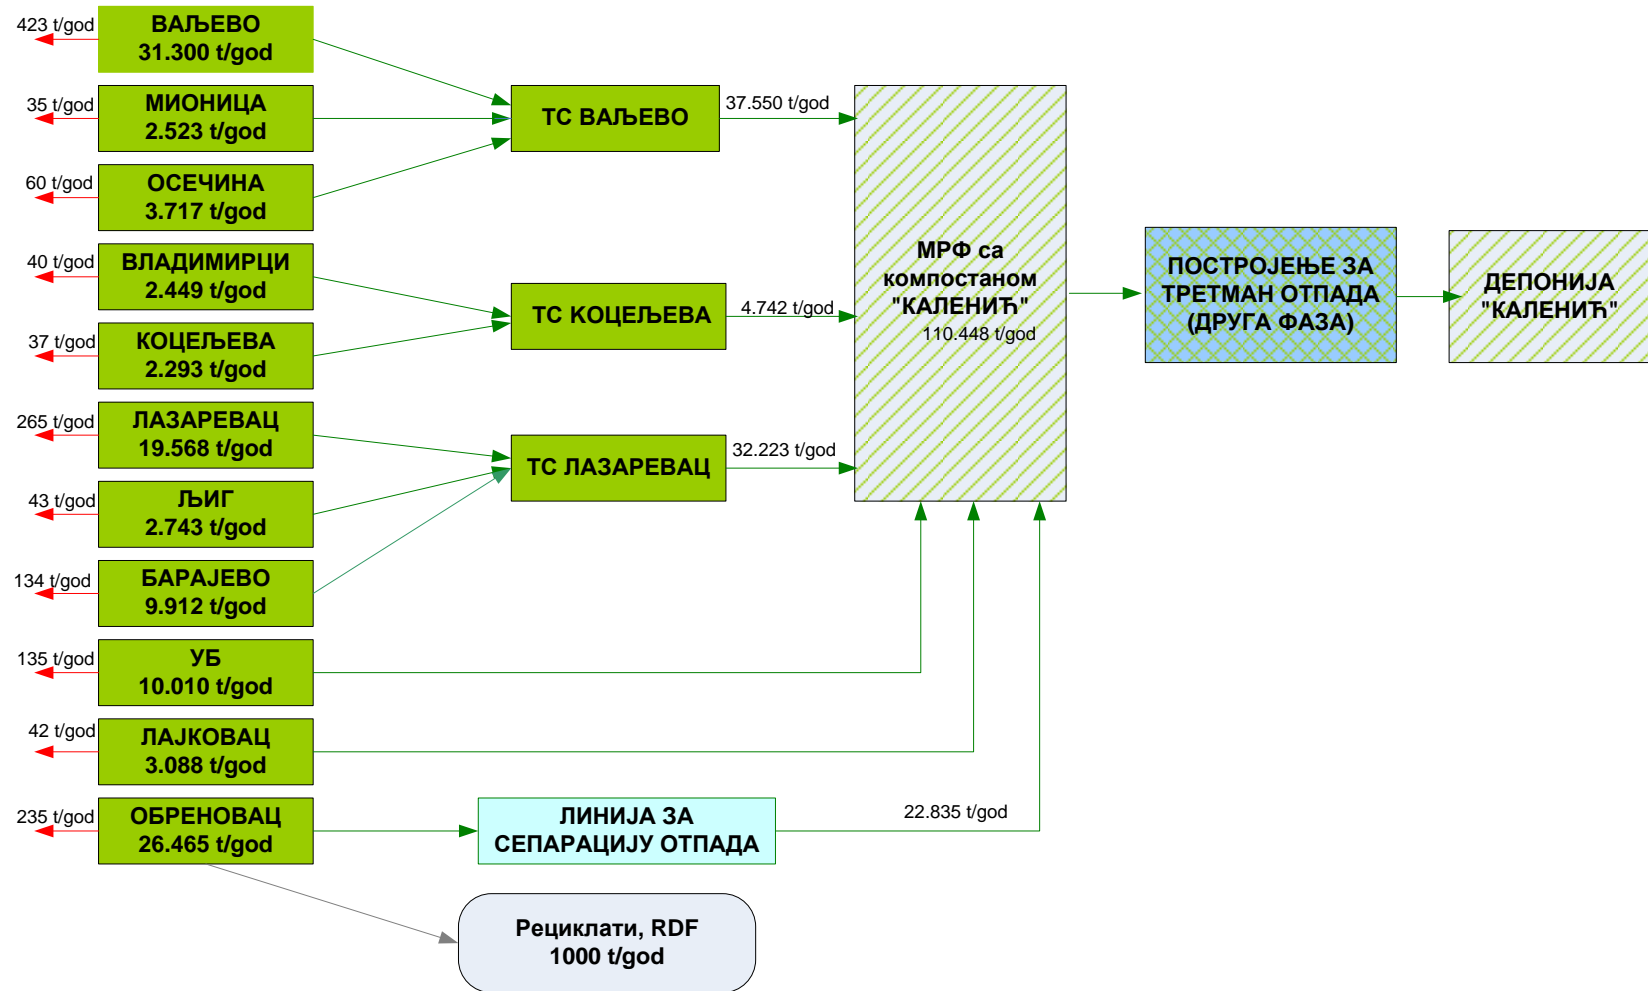 423 t/god
ВАЉЕВО
31.300 t/god
35 t/god
МИОНИЦА
2.523 t/god
60 t/god
ОСЕЧИНА
3.717 t/god
40 t/god
ВЛАДИМИРЦИ
2.449 t/god
37 t/god
КОЦЕЉЕВА
2.293 t/god
265 t/god
ЛАЗАРЕВАЦ
19.568 t/god
43 t/god
ЉИГ
2.743 t/god
134 t/god
БАРАЈЕВО
9.912 t/god
135 t/god
УБ
10.010 t/god
42 t/god
ЛАЈКОВАЦ
3.088 t/god
235 t/god
ОБРЕНОВАЦ
26.465 t/god
ТС ВАЉЕВО
37.550 t/god
ТС КОЦЕЉЕВА
4.742 t/god
ТС ЛАЗАРЕВАЦ
32.223 t/god
ЛИНИЈА ЗА
СЕПАРАЦИЈУ ОТПАДА
22.835 t/god
Рециклати, RDF
1000 t/god
МРФ са
компостаном
"КАЛЕНИЋ"
110.448 t/god
ПОСТРОЈЕЊЕ ЗА
ТРЕТМАН ОТПАДА
(ДРУГА ФАЗА)
ДЕПОНИЈА
"КАЛЕНИЋ"